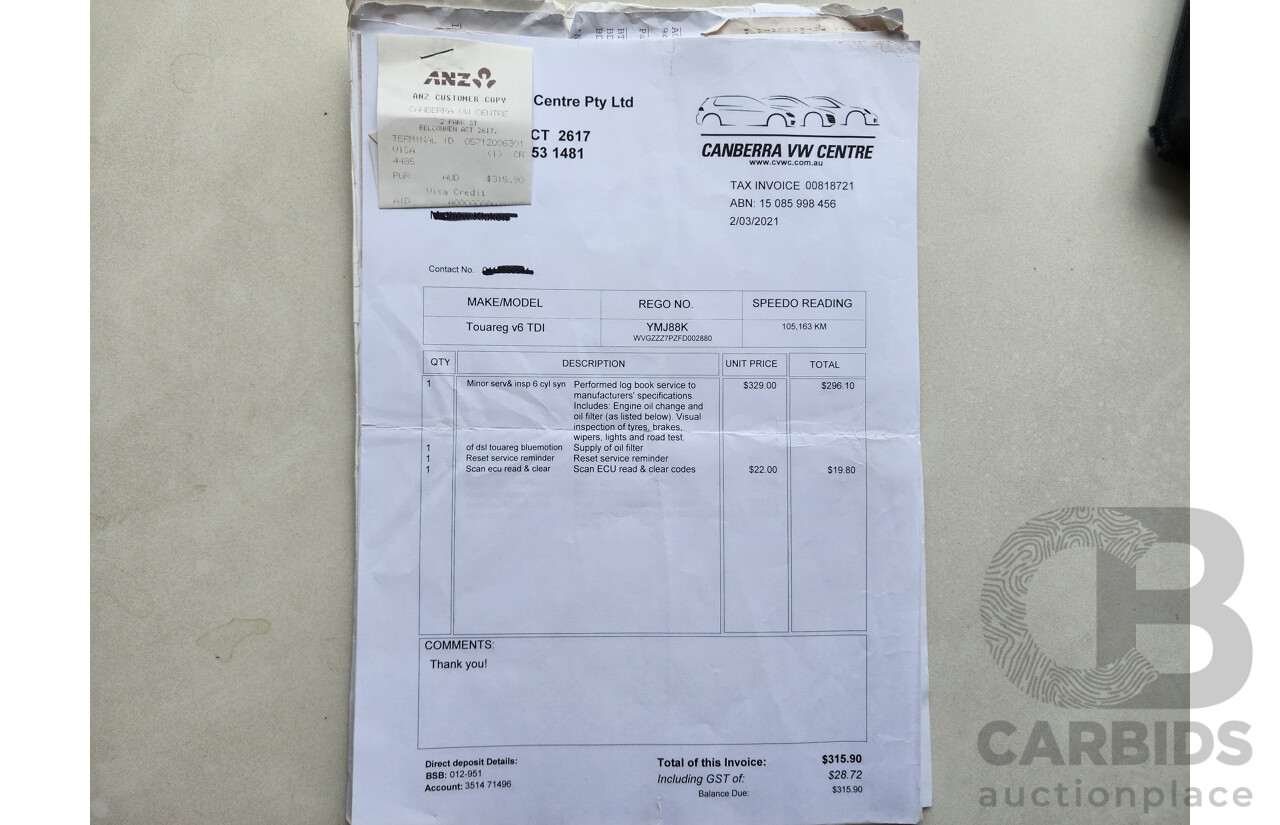 ANZ
ANZ CUSTOMER COPY
CANBERRA VW CENTRE
BELCONNEN ACT 2617,
TERMINAL ID
VISA
4485
(1) CR
PUR AUD $315.90
Visa Credit
AID
Centre Pty Ltd
CT 2617
53 1481
CANBERRA VW CENTRE
www.cvwc.com.au
TAX INVOICE 00818721
ABN: 15 085 998 456
2/03/2021
Contact No.
MAKE/MODEL REGO NO. SPEEDO READING
Touareg v6 TDI YMJ88K 105,163 KM
WVGZZZ7PZFD002880
QTY DESCRIPTION UNIT PRICE TOTAL
1 Minor serv& insp 6 cyl syn Performed log book service to $329.00 $296.10
manufacturers' specifications.
Includes: Engine oil change and
oil filter (as listed below). Visual
inspection of tyres, brakes,
wipers, lights and road test.
1 of dsl touareg bluemotion Supply of oil filter
1 Reset service reminder Reset service reminder
1 Scan ecu read & clear Scan ECU read & clear codes $22.00 $19.80
COMMENTS:
Thank you!
Direct deposit Details:
BSB: 012-951
Account: 3514 71496
Total of this Invoice: $315.90
Including GST of: $28.72
Balance Due: $315.90
CB
CARBIDS
auctionplace